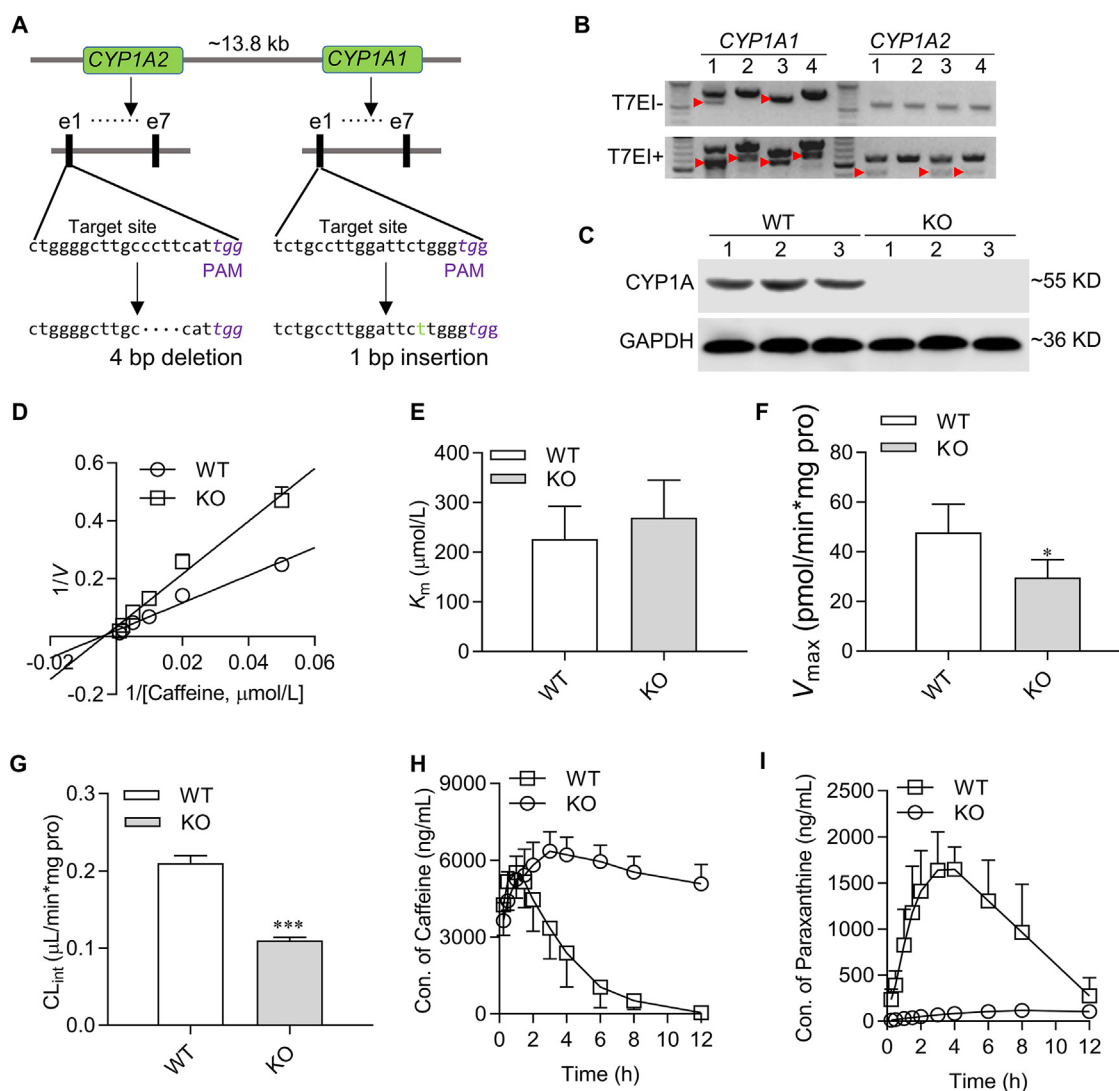 A
CYP1A2
~13.8 kb
CYP1A1
e1
e7
e1
e7
Target site
Target site
ctggggcttgcccttcattgg
tctgccttggattctgggtgg
PAM
PAM
ctggggcttgc····cattgg
tctgccttggattcttgggtgg
4 bp deletion
1 bp insertion
B
CYP1A1
CYP1A2
1 2 3 4
1 2 3 4
T7EI-
T7EI+
C
WT
KO
1 2 3
1 2 3
CYP1A
~55 KD
GAPDH
~36 KD
D
WT
KO
1/V
0.6
0.4
0.2
-0.2
-0.02
0.02
0.04
0.06
1/[Caffeine, μmol/L]
E
WT
KO
Km (μmol/L)
400
300
200
100
0
WT
KO
F
WT
KO
Vmax (pmol/min*mg pro)
80
60
40
20
0
*
WT
KO
G
WT
KO
CLint (μL/min*mg pro)
0.3
0.2
0.1
0.0
***
WT
KO
H
WT
KO
Con. of Caffeine (ng/mL)
9000
6000
3000
0
0 2 4 6 8 10 12
Time (h)
I
WT
KO
Con. of Paraxanthine (ng/mL)
2500
2000
1500
1000
500
0
0 2 4 6 8 10 12
Time (h)